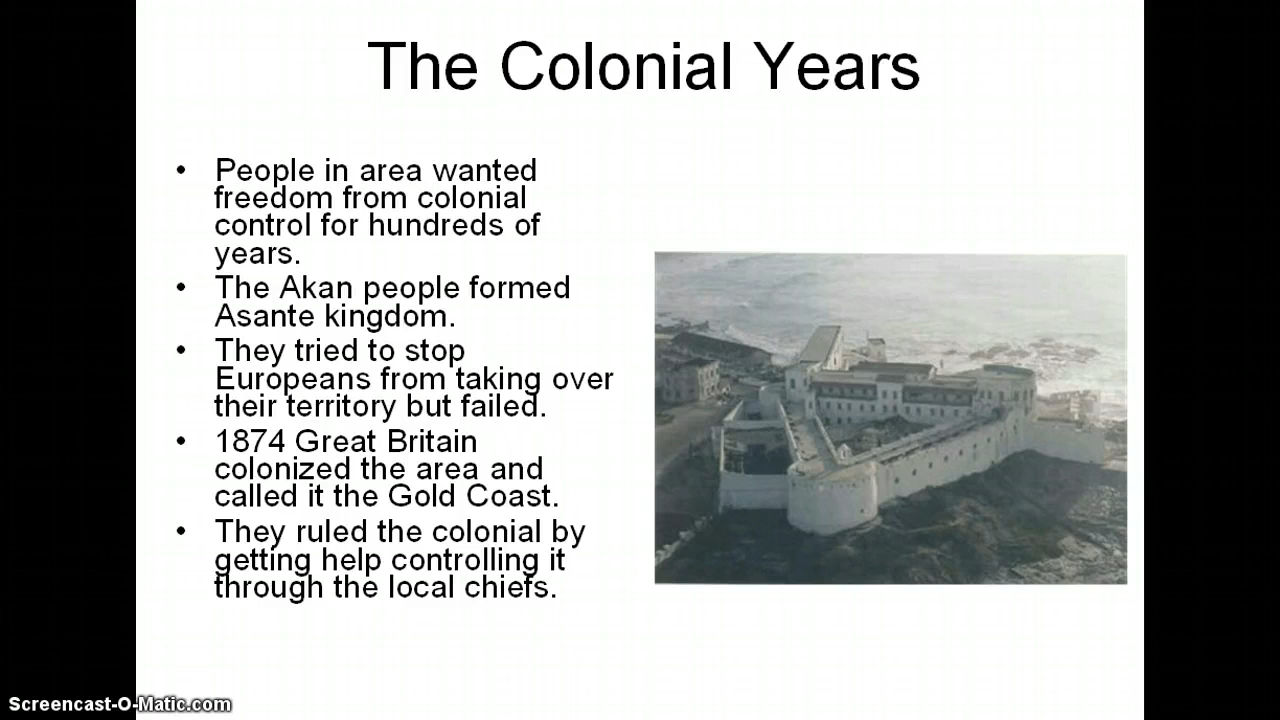 The Colonial Years
• People in area wanted
freedom from colonial
control for hundreds of
years.
• The Akan people formed
Asante kingdom.
• They tried to stop
Europeans from taking over
their territory but failed.
• 1874 Great Britain
colonized the area and
called it the Gold Coast.
• They ruled the colonial by
getting help controlling it
through the local chiefs.
Screencast-O-Matic.com